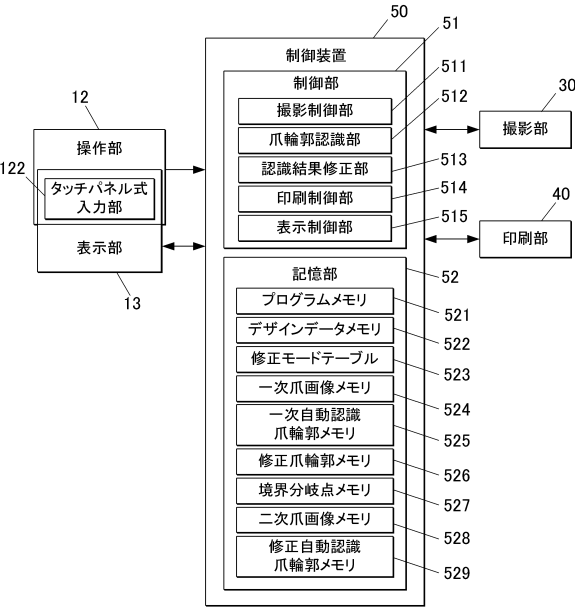 50
制御装置
51
制御部
511
撮影制御部
512
爪輪郭認識部
513
認識結果修正部
514
印刷制御部
515
表示制御部
12
操作部
122
タッチパネル式
入力部
表示部
13
30
撮影部
40
印刷部
52
記憶部
プログラムメモリ
521
デザインデータメモリ
522
修正モードテーブル
523
一次爪画像メモリ
524
一次自動認識
爪輪郭メモリ
525
修正爪輪郭メモリ
526
境界分岐点メモリ
527
二次爪画像メモリ
528
修正自動認識
爪輪郭メモリ
529